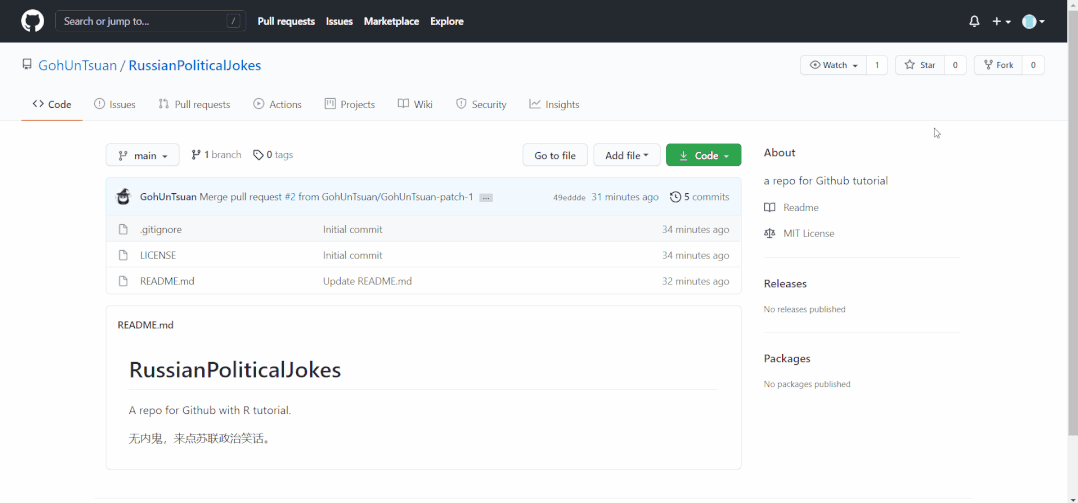 Search or jump to... /
Pull requests Issues Marketplace Explore
GohUnTsuan / RussianPoliticalJokes
Watch 1 Star 0 Fork 0
Code Issues Pull requests Actions Projects Wiki Security Insights
main 1 branch 0 tags Go to file Add file Code
GohUnTsuan Merge pull request #2 from GohUnTsuan/GohUnTsuan-patch-1 ... 49eddde 31 minutes ago 5 commits
.gitignore Initial commit 34 minutes ago
LICENSE Initial commit 34 minutes ago
README.md Update README.md 32 minutes ago
README.md
RussianPoliticalJokes
A repo for Github with R tutorial.
无内鬼，来点苏联政治笑话。
About
a repo for Github tutorial
Readme
MIT License
Releases
No releases published
Packages
No packages published